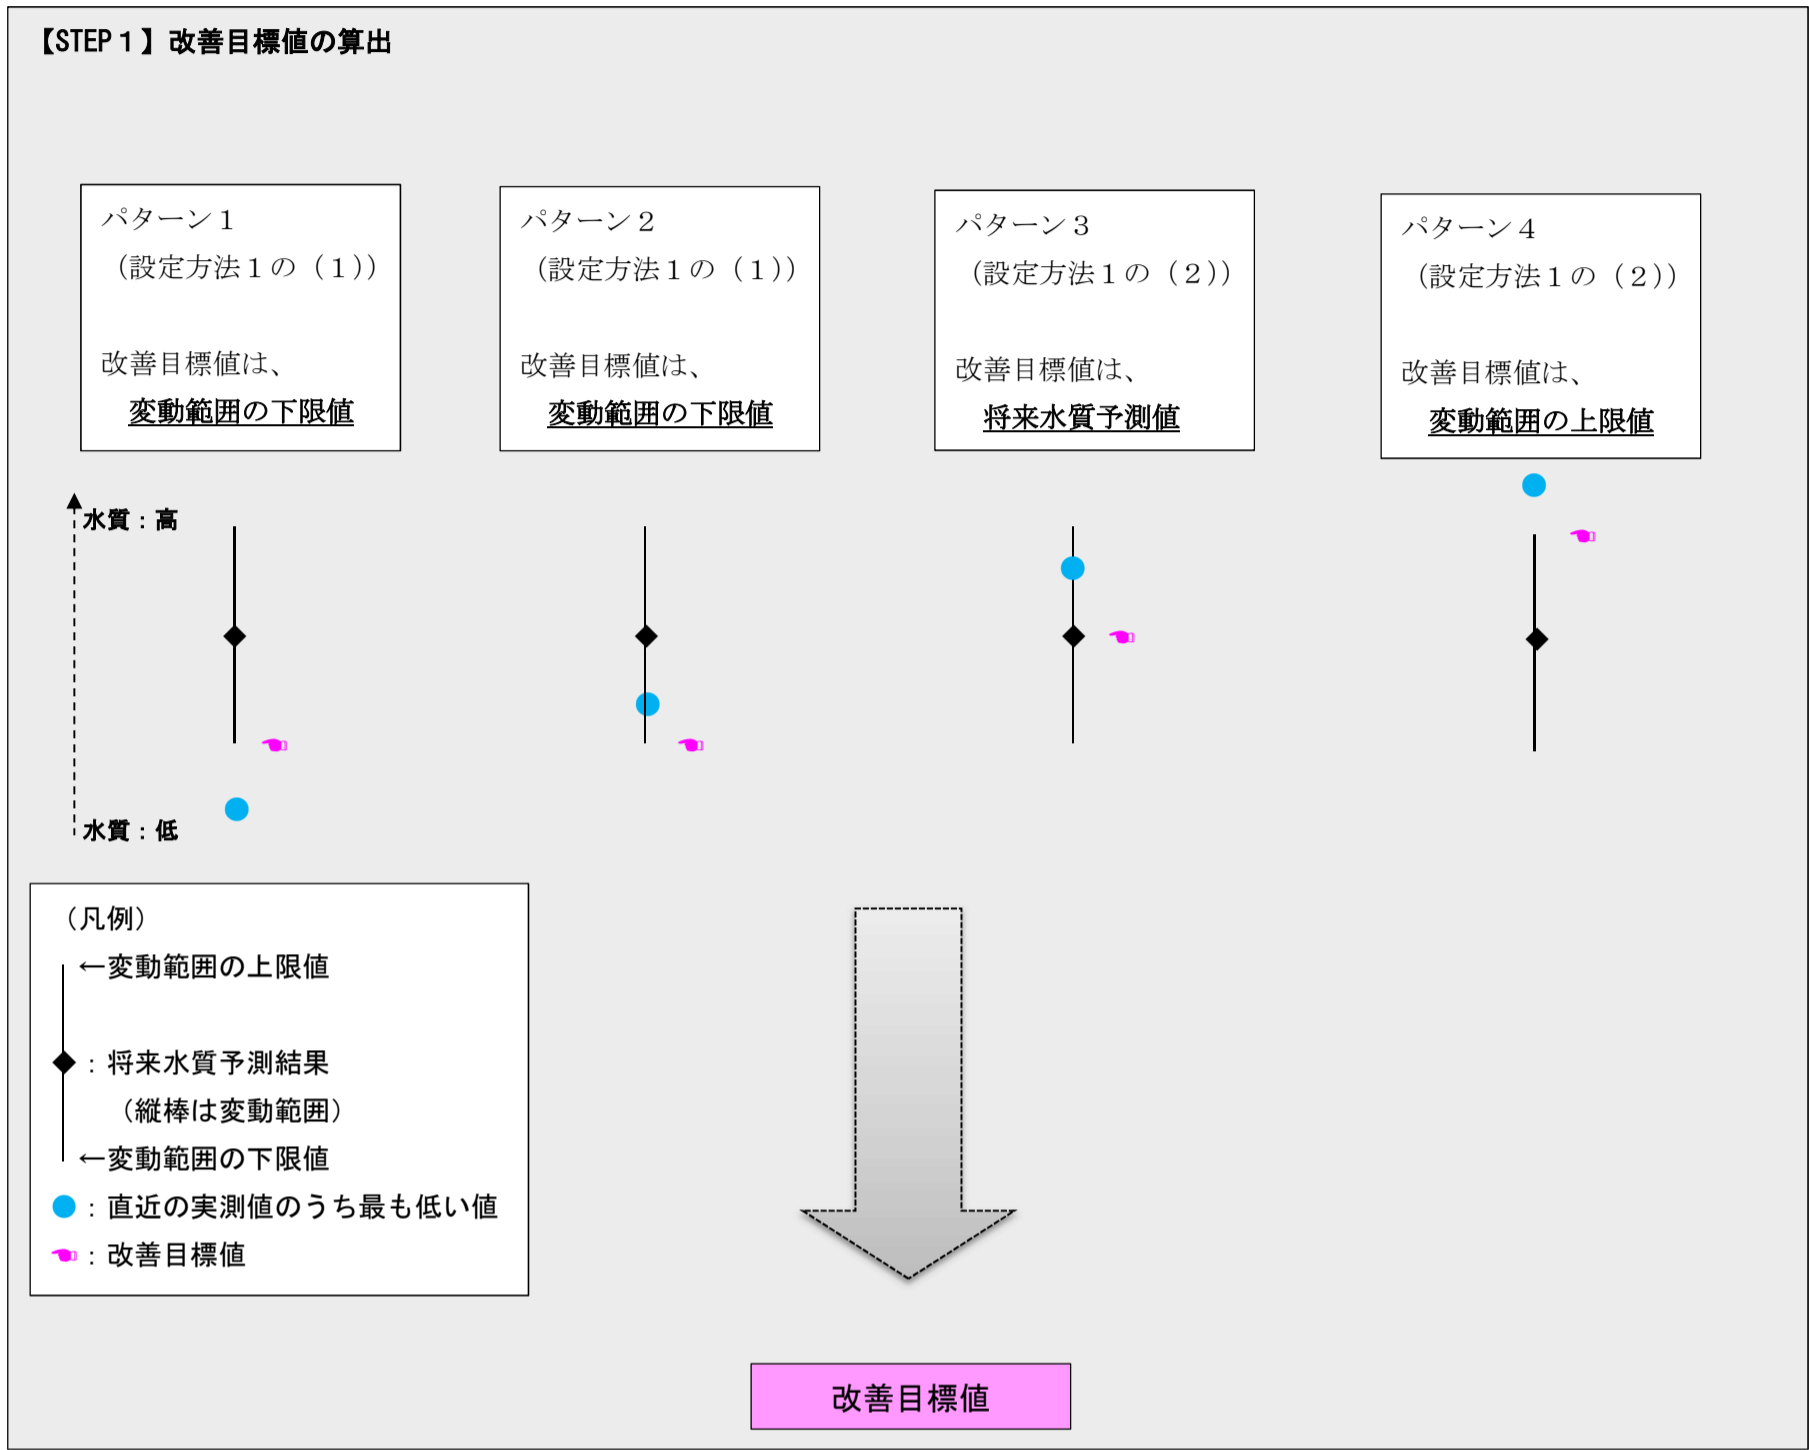 【STEP１】改善目標値の算出
パターン１
（設定方法１の（１））
改善目標値は、
変動範囲の下限値
パターン２
（設定方法１の（１））
改善目標値は、
変動範囲の下限値
パターン３
（設定方法１の（２））
改善目標値は、
将来水質予測値
パターン４
（設定方法１の（２））
改善目標値は、
変動範囲の上限値
水質：高
水質：低
（凡例）
←変動範囲の上限値
：将来水質予測結果
（縦棒は変動範囲）
←変動範囲の下限値
：直近の実測値のうち最も低い値
：改善目標値
改善目標値